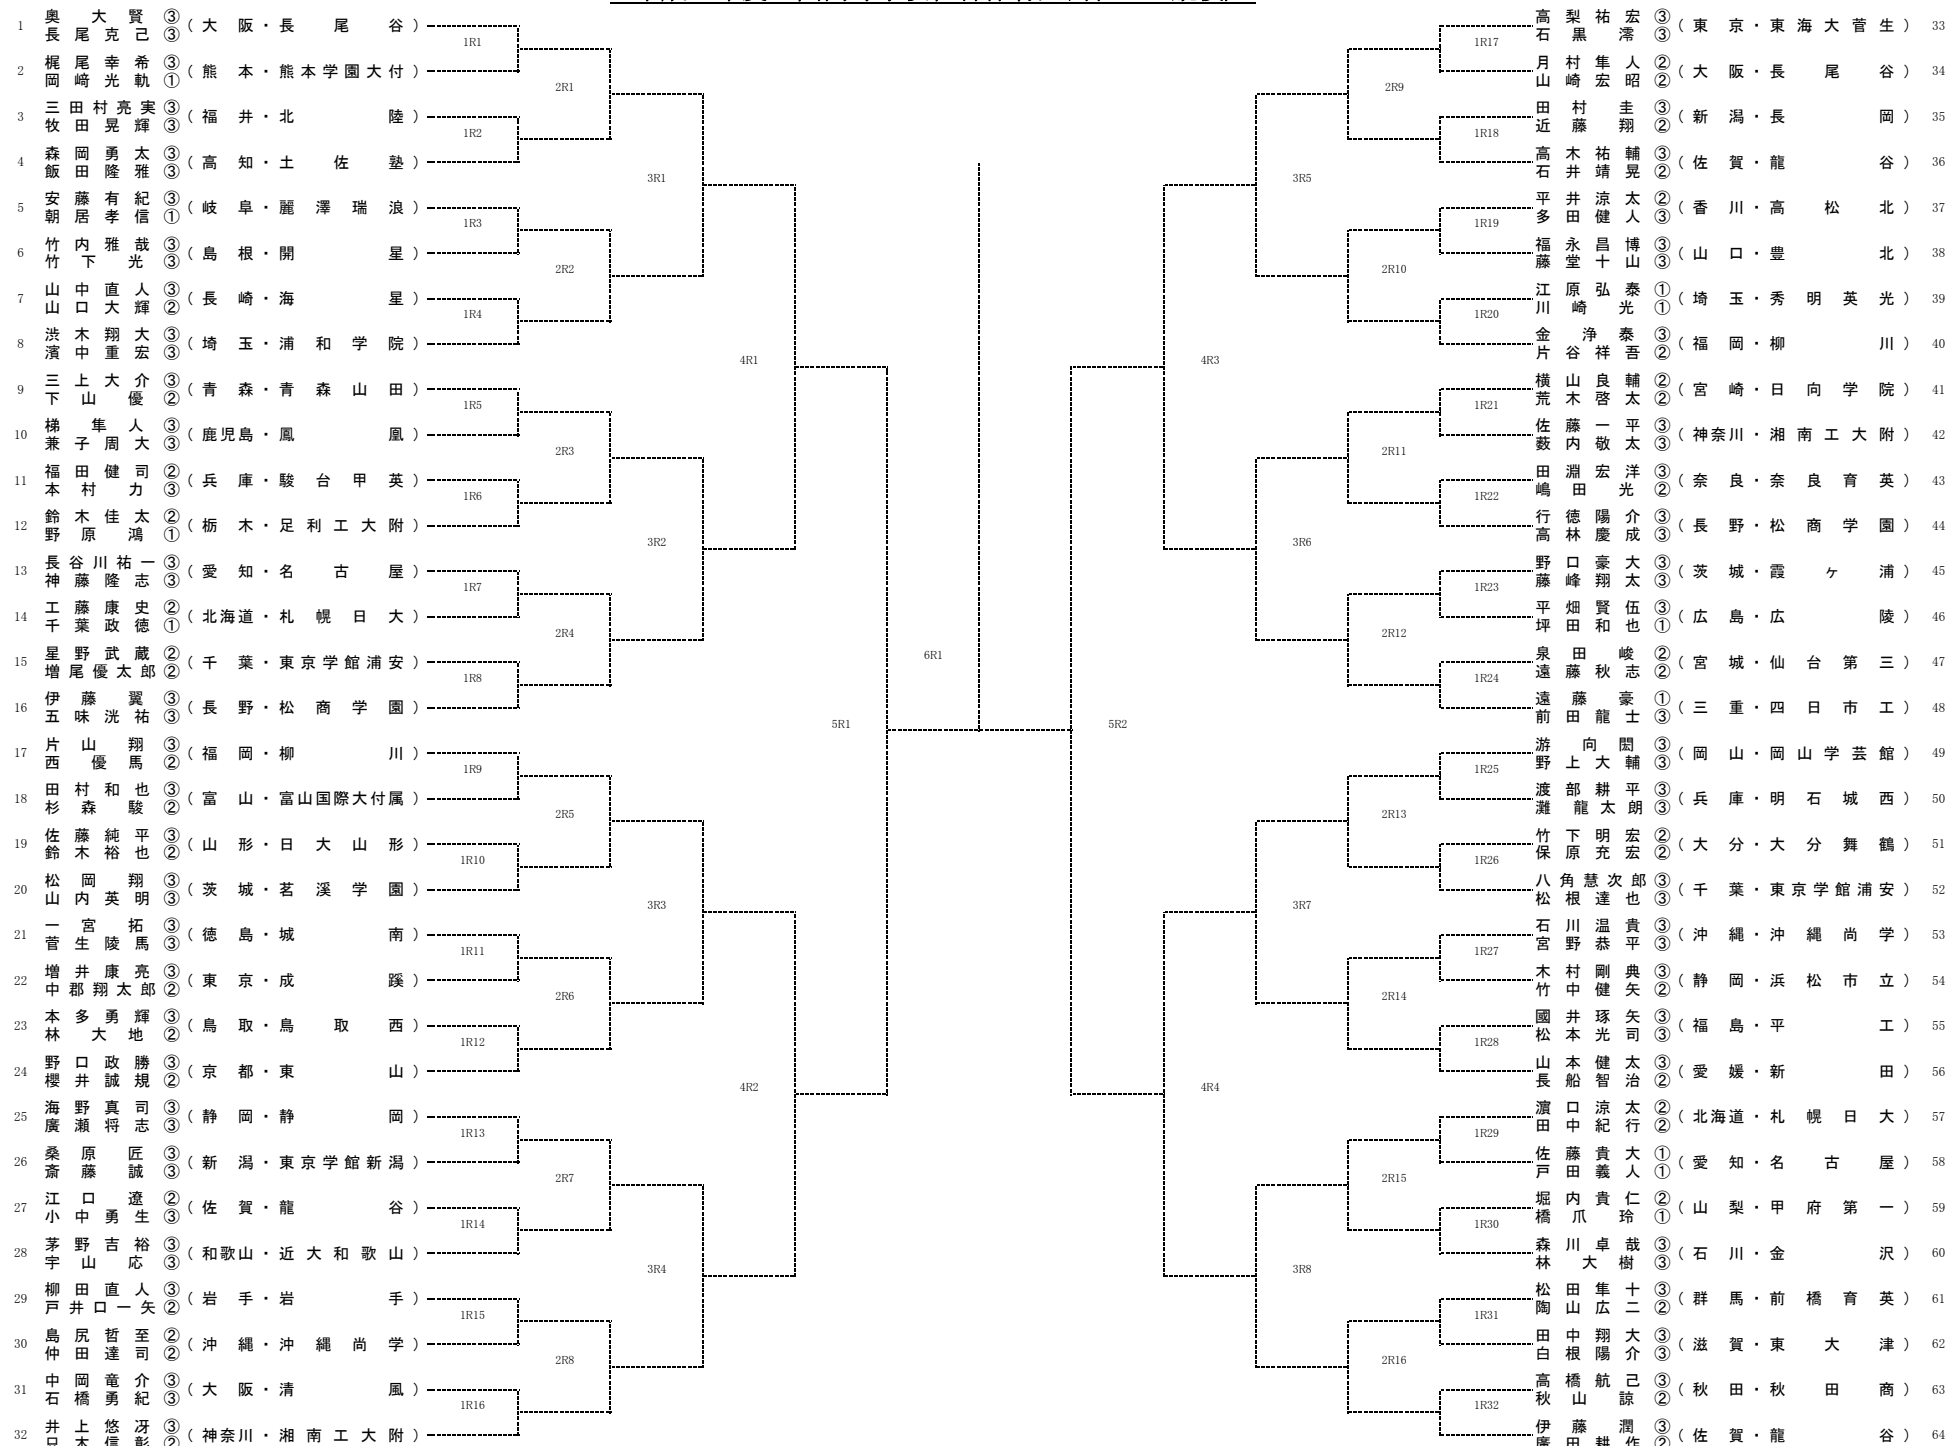 1 奥大賢③ 長尾克己③ (大阪・長尾谷)
2 梶尾幸希③ 岡﨑光軌① (熊本・熊本学園大付)
3 三田村亮実③ 牧田晃輝③ (福井・北陸)
4 森岡勇太③ 飯田隆雅③ (高知・土佐塾)
5 安藤有紀③ 朝居孝信① (岐阜・麗澤瑞浪)
6 竹内雅哉③ 竹下光③ (島根・開星)
7 山中直人③ 山口大輝② (長崎・海星)
8 渋木翔大③ 濱中重宏③ (埼玉・浦和学院)
9 三上大介③ 下山優② (青森・青森山田)
10 梯隼人③ 兼子周大③ (鹿児島・鳳凰)
11 福田健司② 本村力③ (兵庫・駿台甲英)
12 鈴木佳太② 野原鴻① (栃木・足利工大附)
13 長谷川祐一③ 神藤隆志③ (愛知・名古屋)
14 工藤康史② 千葉政徳① (北海道・札幌日大)
15 星野武蔵② 増尾優太郎② (千葉・東京学館浦安)
16 伊藤翼③ 五味洸祐③ (長野・松商学園)
17 片山翔③ 西優馬② (福岡・柳川)
18 田村和也③ 杉森駿② (富山・富山国際大付属)
19 佐藤純平③ 鈴木裕也② (山形・日大山形)
20 松岡翔③ 山内英明③ (茨城・茗溪学園)
21 一宮拓③ 菅生陵馬③ (徳島・城南)
22 増井康亮③ 中郡翔太郎② (東京・成蹊)
23 本多勇輝③ 林大地② (鳥取・鳥取西)
24 野口政勝③ 櫻井誠規② (京都・東山)
25 海野真司③ 廣瀬将志③ (静岡・静岡)
26 桑原匠③ 斎藤誠③ (新潟・東京学館新潟)
27 江口遼② 小中勇生③ (佐賀・龍谷)
28 茅野吉裕③ 宇山応③ (和歌山・近大和歌山)
29 柳田直人③ 戸井口一矢② (岩手・岩手)
30 島尻哲至② 仲田達司② (沖縄・沖縄尚学)
31 中岡竜介③ 石橋勇紀③ (大阪・清風)
32 井上悠冴③ (神奈川・湘南工大附)
1R1
1R2
1R3
1R4
1R5
1R6
1R7
1R8
1R9
1R10
1R11
1R12
1R13
1R14
1R15
1R16
2R1
2R2
2R3
2R4
2R5
2R6
2R7
2R8
3R1
3R2
3R3
3R4
4R1
4R2
5R1
6R1
5R2
4R3
4R4
3R5
3R6
3R7
3R8
2R9
2R10
2R11
2R12
2R13
2R14
2R15
2R16
1R17
1R18
1R19
1R20
1R21
1R22
1R23
1R24
1R25
1R26
1R27
1R28
1R29
1R30
1R31
1R32
高梨祐宏③ 石黒澪③ (東京・東海大菅生) 33
月村隼人② 山崎宏昭② (大阪・長尾谷) 34
田村圭③ 近藤翔② (新潟・長岡) 35
高木祐輔③ 石井靖晃② (佐賀・龍谷) 36
平井涼太② 多田健人③ (香川・高松北) 37
福永昌博③ 藤堂十山③ (山口・豊北) 38
江原弘泰① 川崎光① (埼玉・秀明英光) 39
金浄泰③ 片谷祥吾② (福岡・柳川) 40
横山良輔② 荒木啓太② (宮崎・日向学院) 41
佐藤一平③ 薮内敬太③ (神奈川・湘南工大附) 42
田淵宏洋③ 嶋田光② (奈良・奈良育英) 43
行徳陽介③ 高林慶成③ (長野・松商学園) 44
野口豪大③ 藤峰翔太③ (茨城・霞ヶ浦) 45
平畑賢伍③ 坪田和也① (広島・広陵) 46
泉田峻② 遠藤秋志② (宮城・仙台第三) 47
遠藤豪① 前田龍士③ (三重・四日市工) 48
游向閎③ 野上大輔③ (岡山・岡山学芸館) 49
渡部耕平③ 灘龍太朗③ (兵庫・明石城西) 50
竹下明宏② 保原充宏② (大分・大分舞鶴) 51
八角慧次郎③ 松根達也③ (千葉・東京学館浦安) 52
石川温貴③ 宮野恭平③ (沖縄・沖縄尚学) 53
木村剛典③ 竹中健矢② (静岡・浜松市立) 54
國井琢矢③ 松本光司③ (福島・平工) 55
山本健太③ 長船智治② (愛媛・新田) 56
濵口涼太② 田中紀行② (北海道・札幌日大) 57
佐藤貴大① 戸田義人① (愛知・名古屋) 58
堀内貴仁② 橋爪玲① (山梨・甲府第一) 59
森川卓哉③ 林大樹③ (石川・金沢) 60
松田隼十③ 陶山広二② (群馬・前橋育英) 61
田中翔大③ 白根陽介③ (滋賀・東大津) 62
高橋航己③ 秋山諒② (秋田・秋田商) 63
伊藤潤③ (佐賀・龍谷) 64